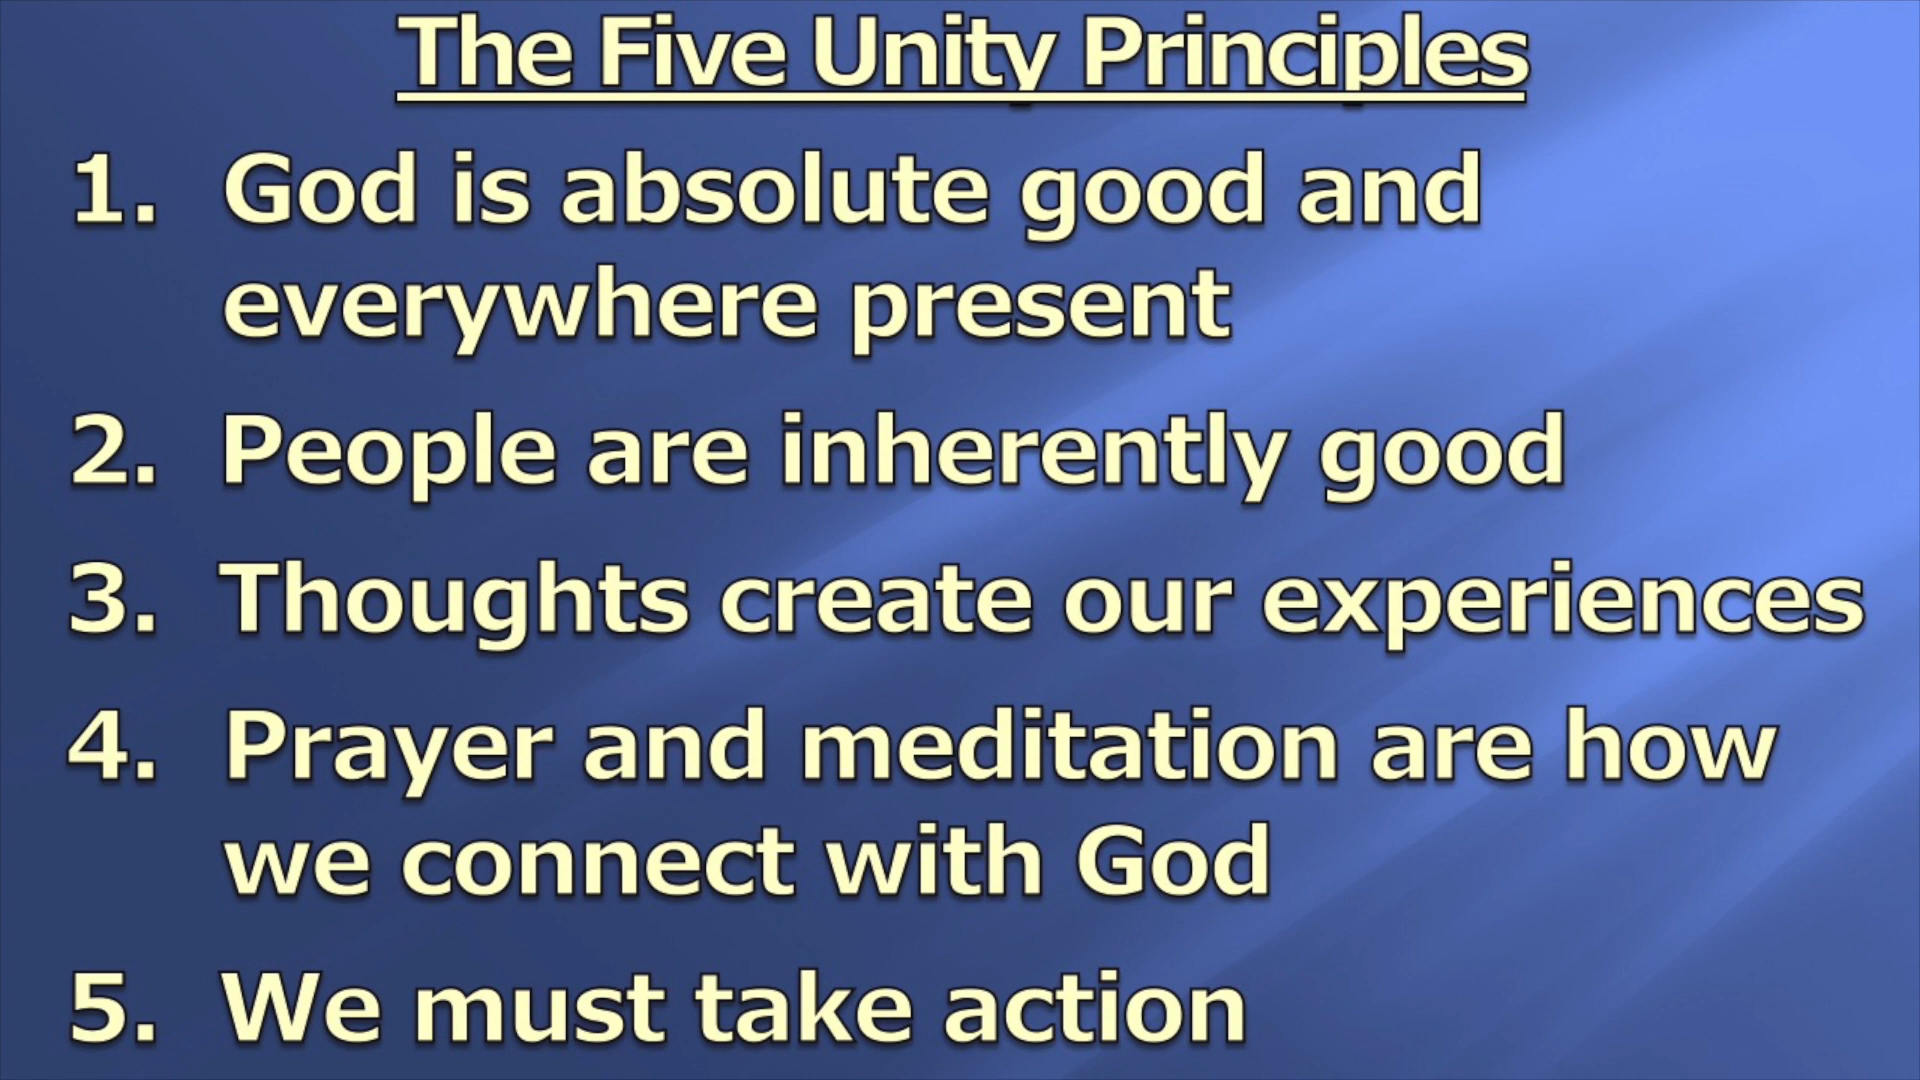 The Five Unity Principles
1. God is absolute good and
everywhere present
2. People are inherently good
3. Thoughts create our experiences
4. Prayer and meditation are how
we connect with God
5. We must take action